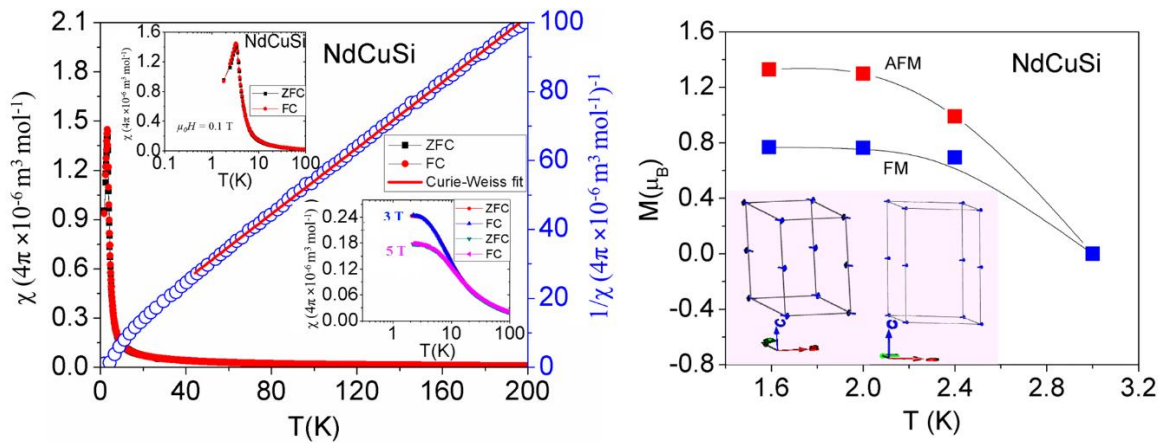 NdCuSi
χ (4π ×10⁻⁶ m³ mol⁻¹)
2.1
1.8
1.5
1.2
0.9
0.6
0.3
0.0
0 40 80 120 160 200
T(K)
1/χ (4π ×10⁻⁶ m³ mol⁻¹)⁻¹
100
80
60
40
20
0
ZFC
FC
Curie-Weiss fit
NdCuSi
χ (4π ×10⁻⁶ m³ mol⁻¹)
1.6
1.2
0.8
0.4
0.0
ZFC
FC
μ₀H = 0.1 T
0.1 1 10 100
T(K)
χ (4π ×10⁻⁶ m³ mol⁻¹)
0.24
0.18
0.12
0.06
0.00
3 T
5 T
ZFC
FC
ZFC
FC
1 10 100
T(K)
NdCuSi
M(μ_B)
2.0
1.6
1.2
0.8
0.4
0.0
-0.4
-0.8
AFM
FM
c
c
1.6 2.0 2.4 2.8 3.2
T (K)